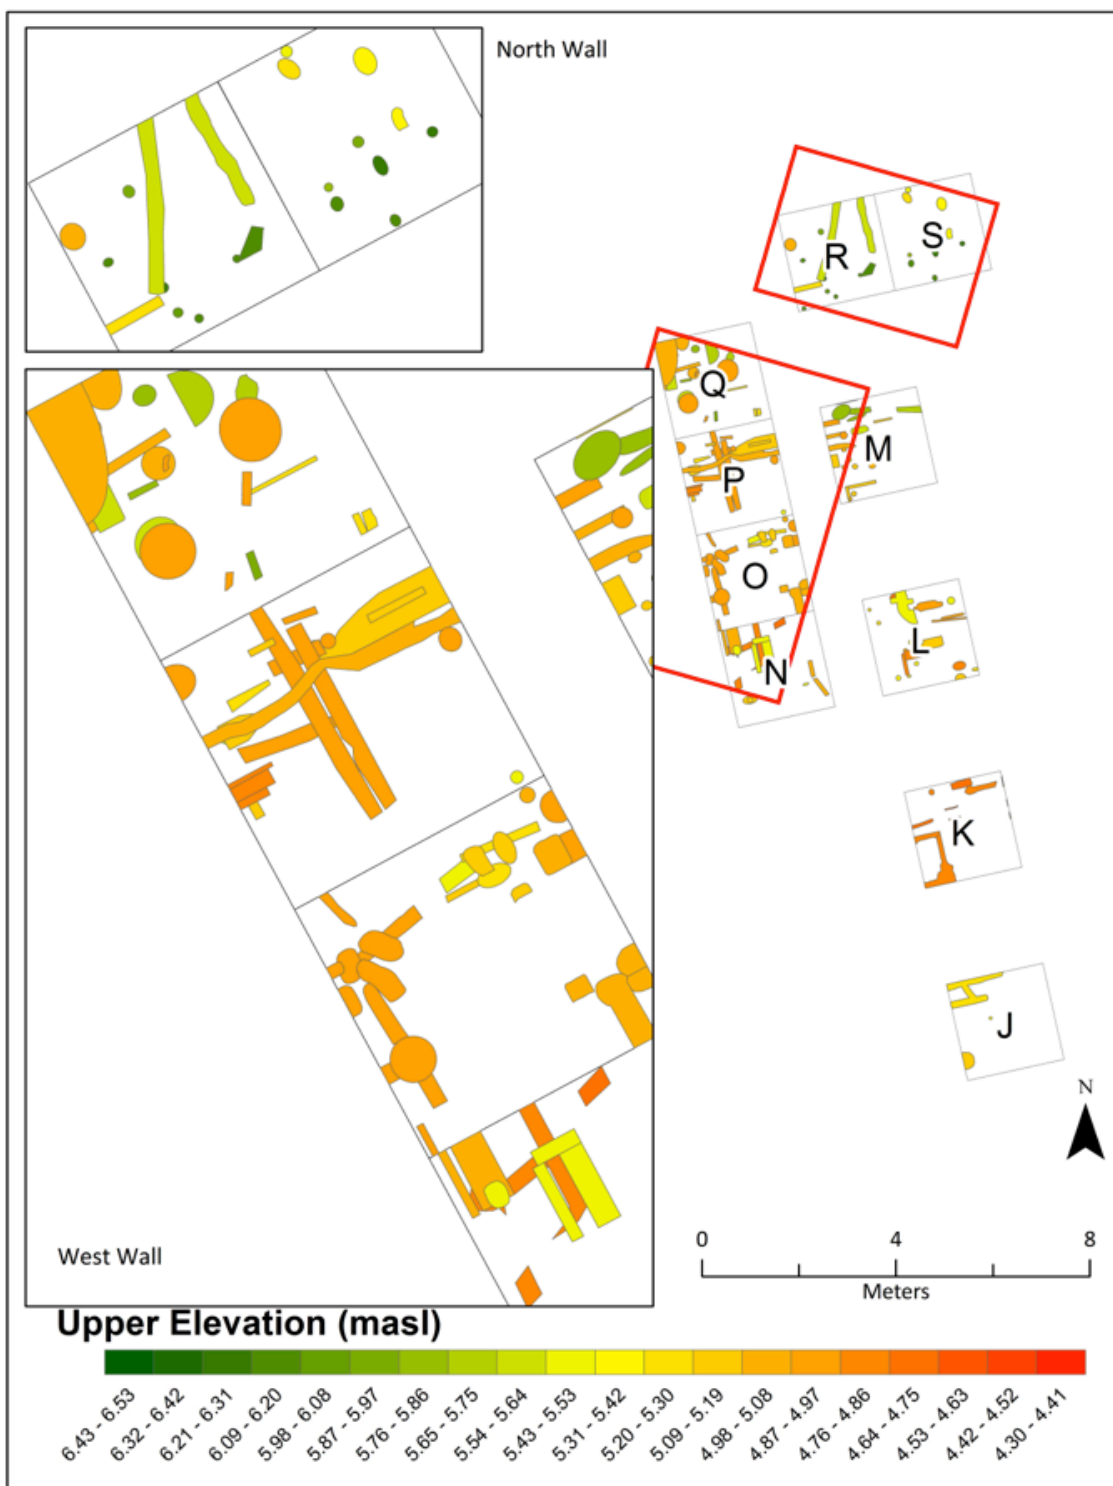 North Wall
R
S
Q
M
P
O
L
N
K
J
N
West Wall
0 4 8
Meters
Upper Elevation (masl)
6.43 - 6.53
6.32 - 6.42
6.21 - 6.31
6.09 - 6.20
5.98 - 6.08
5.87 - 5.97
5.76 - 5.86
5.65 - 5.75
5.54 - 5.64
5.43 - 5.53
5.31 - 5.42
5.20 - 5.30
5.09 - 5.19
4.98 - 5.08
4.87 - 4.97
4.76 - 4.86
4.64 - 4.75
4.53 - 4.63
4.42 - 4.52
4.30 - 4.41